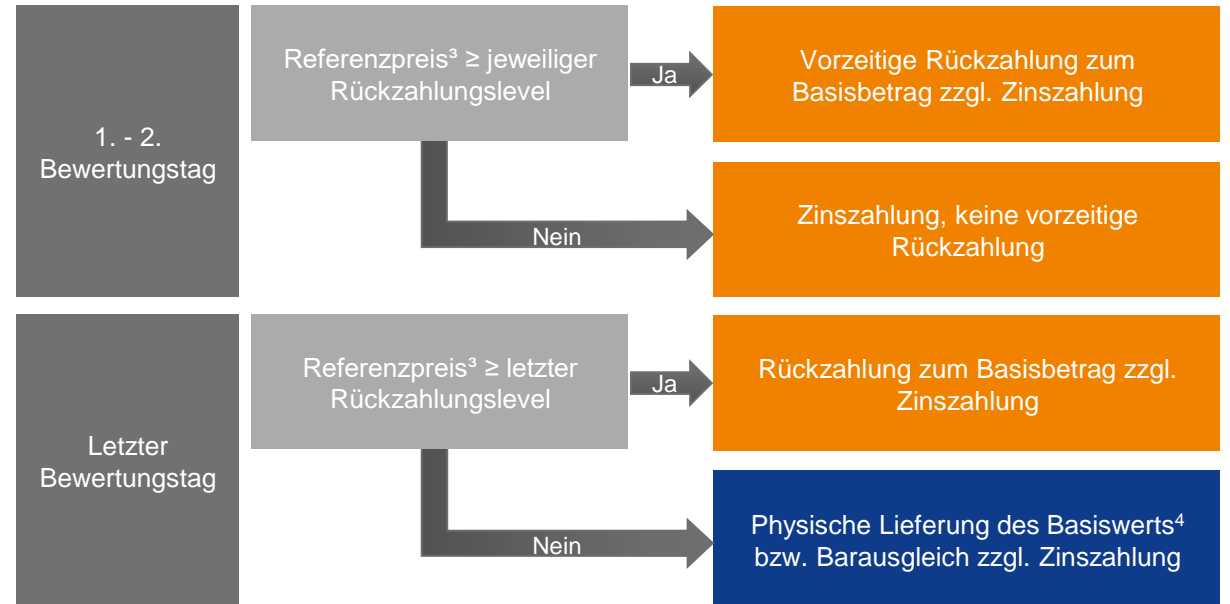 1. - 2.
Bewertungstag
Referenzpreis³ ≥ jeweiliger
Rückzahlungslevel
Ja
Vorzeitige Rückzahlung zum
Basisbetrag zzgl. Zinszahlung
Nein
Zinszahlung, keine vorzeitige
Rückzahlung
Letzter
Bewertungstag
Referenzpreis³ ≥ letzter
Rückzahlungslevel
Ja
Rückzahlung zum Basisbetrag zzgl.
Zinszahlung
Nein
Physische Lieferung des Basiswerts⁴
bzw. Barausgleich zzgl. Zinszahlung